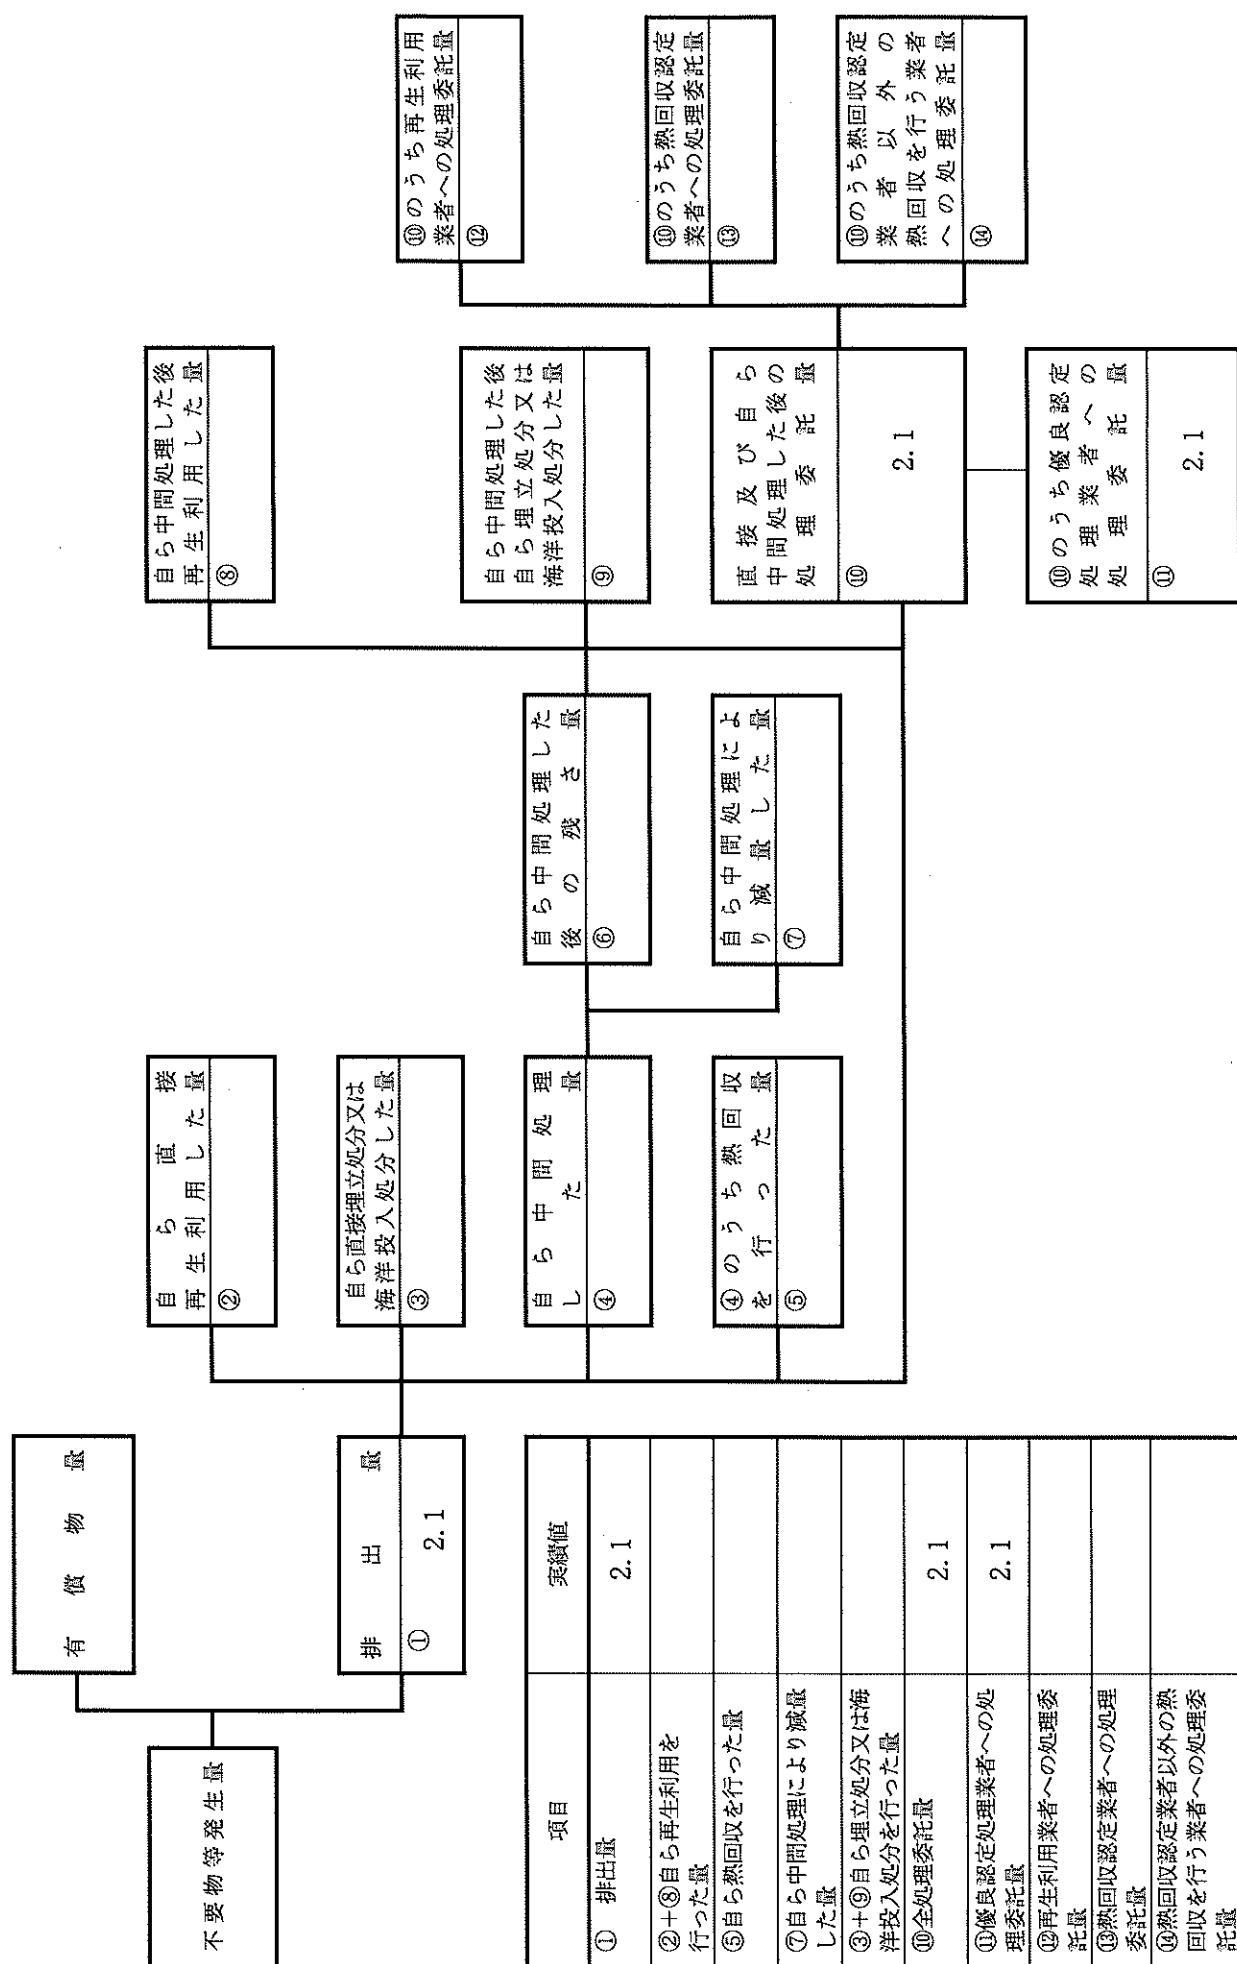 不要物等発生量
有償物量
排出量
①
2.1
自ら直接
再生利用した量
②
自ら直接埋立処分又は
海洋投入処分した量
③
自ら中間処理
した量
④
④のうち熱回収
を行った量
⑤
自ら中間処理した
後の残さ量
⑥
自ら中間処理によ
り減量した量
⑦
自ら中間処理した後
再生利用した量
⑧
自ら中間処理した後
自ら埋立処分又は
海洋投入処分した量
⑨
直接及び自ら
中間処理した後の
処理委託量
⑩
2.1
⑩のうち優良認定
処理業者への
処理委託量
⑪
2.1
⑩のうち再生利用
業者への処理委託量
⑫
⑩のうち熱回収認定
業者への処理委託量
⑬
⑩のうち熱回収認定
業者以外の
熱回収を行う業者
への処理委託量
⑭
項目 実績値
① 排出量 2.1
②+⑧自ら再生利用を
行った量
⑤自ら熱回収を行った量
⑦自ら中間処理により減量
した量
③+⑨自ら埋立処分又は海
洋投入処分を行った量
⑩全処理委託量 2.1
⑪優良認定処理業者への処
理委託量 2.1
⑫再生利用業者への処理委
託量
⑬熱回収認定業者への処理
委託量
⑭熱回収認定業者以外の熱
回収を行う業者への処理委
託量